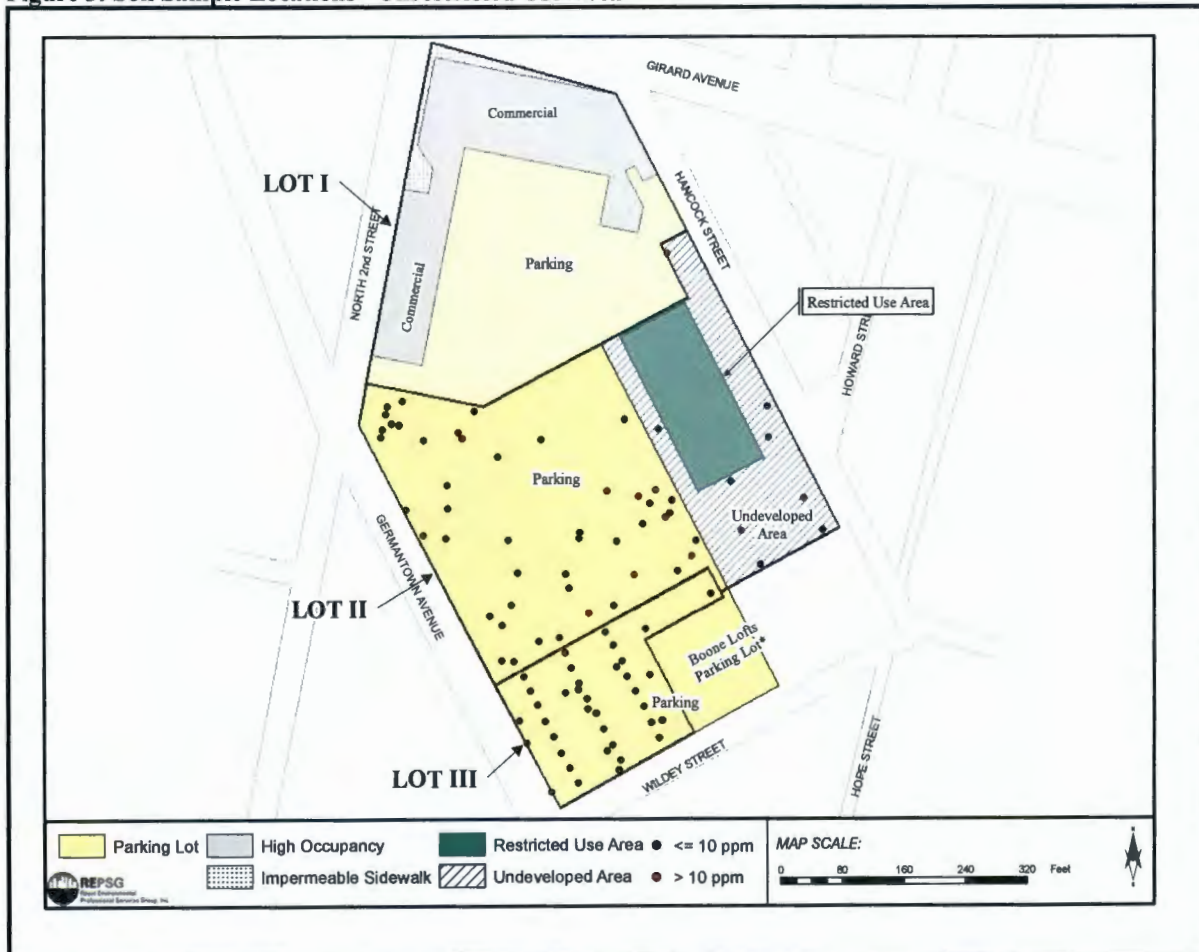 GIRARD AVENUE
Commercial
LOT I
HANCOCK STREET
NORTH 2nd STREET
Parking
Commercial
Restricted Use Area
HOWARD
Parking
Undeveloped
Area
GERMANTOWN AVENUE
LOT II
Boone Lofts
Parking Lot*
Parking
LOT III
WILDEY STREET
HOPE STREET
Parking Lot
High Occupancy
Restricted Use Area
<= 10 ppm
Impermeable Sidewalk
Undeveloped Area
> 10 ppm
MAP SCALE:
0 80 160 240 320 Feet
REPSG